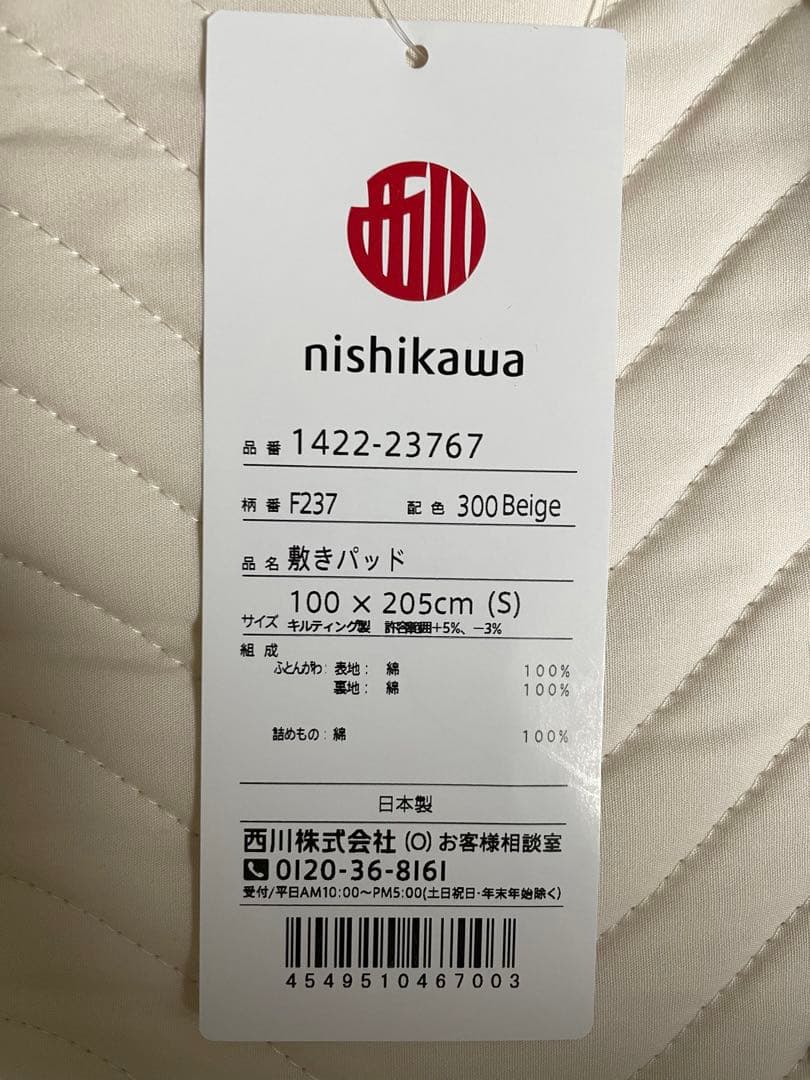 西川
nishikawa
品番 1422-23767
柄番 F237 配色 300 Beige
品名 敷きパッド
サイズ 100 × 205cm (S)
キルティング製 許容範囲+5%、-3%
組成
ふとんがわ: 表地: 綿 100%
裏地: 綿 100%
詰めもの: 綿 100%
日本製
西川株式会社 (O) お客様相談室
0120-36-8161
受付/平日AM10:00～PM5:00(土日祝日・年末年始除く)
4549510467003